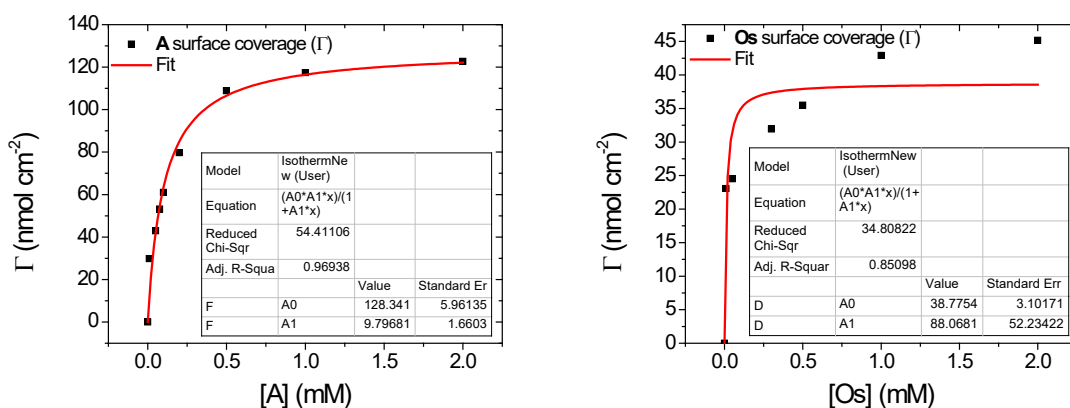 140
120
100
80
60
40
20
0
Γ (nmol cm-2)
A surface coverage (Γ)
Fit
Model IsothermNe
w (User)
Equation (A0*A1*x)/(1
+A1*x)
Reduced
Chi-Sqr 54.41106
Adj. R-Squa 0.96938
Value Standard Er
F A0 128.341 5.96135
F A1 9.79681 1.6603
0.0 0.5 1.0 1.5 2.0
[A] (mM)
45
40
35
30
25
20
15
10
5
0
Γ (nmol cm-2)
Os surface coverage (Γ)
Fit
Model IsothermNew
(User)
Equation (A0*A1*x)/(1+
A1*x)
Reduced
Chi-Sqr 34.80822
Adj. R-Squar 0.85098
Value Standard Err
D A0 38.7754 3.10171
D A1 88.0681 52.23422
0.0 0.5 1.0 1.5 2.0
[Os] (mM)